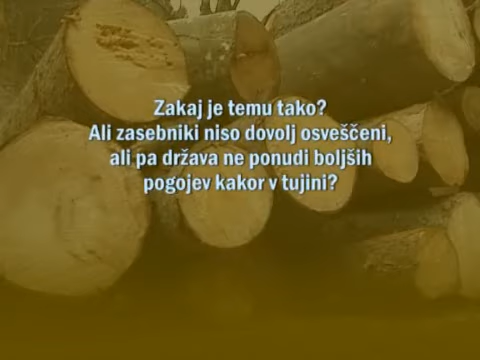 Zakaj je temu tako?
Ali zasebniki niso dovolj osveščeni,
ali pa država ne ponudi boljših
pogojev kakor v tujini?